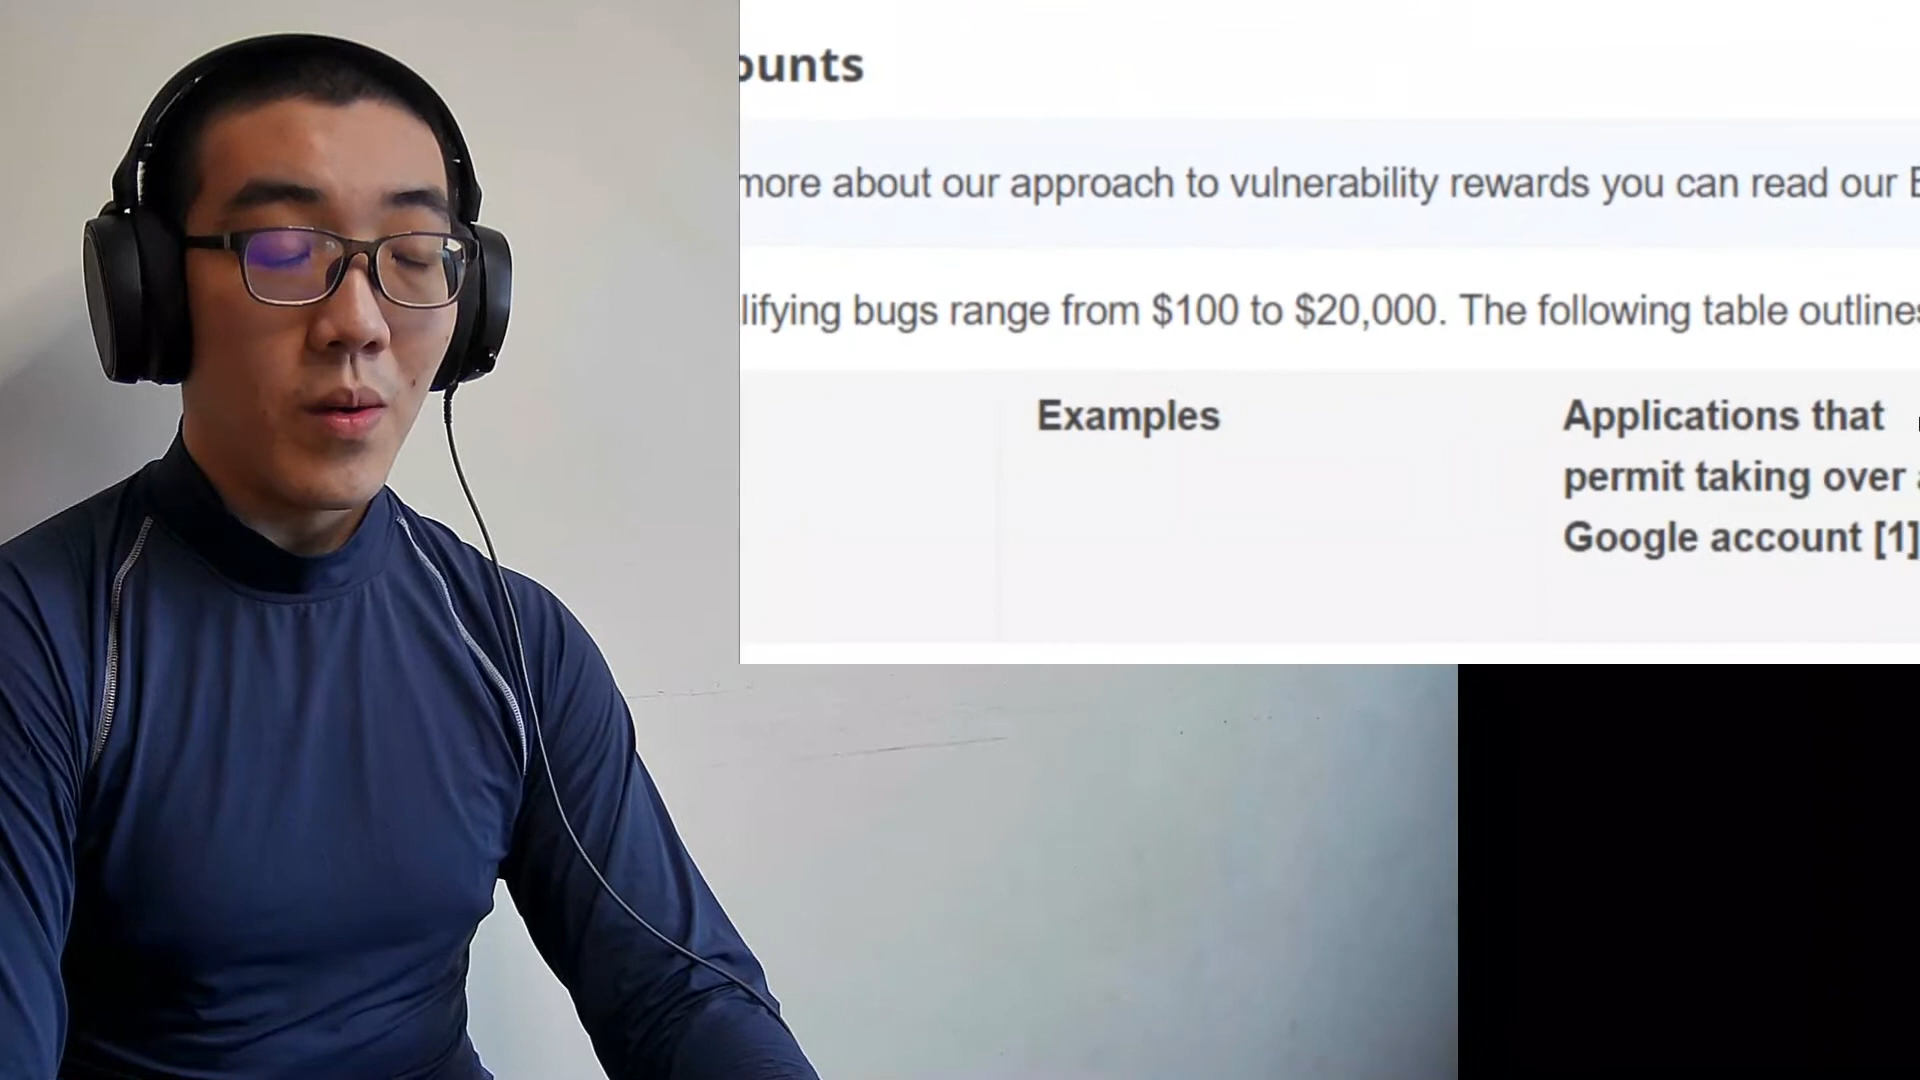 ounts
more about our approach to vulnerability rewards you can read our
lifying bugs range from $100 to $20,000. The following table outlines
Examples
Applications that
permit taking over
Google account [1]